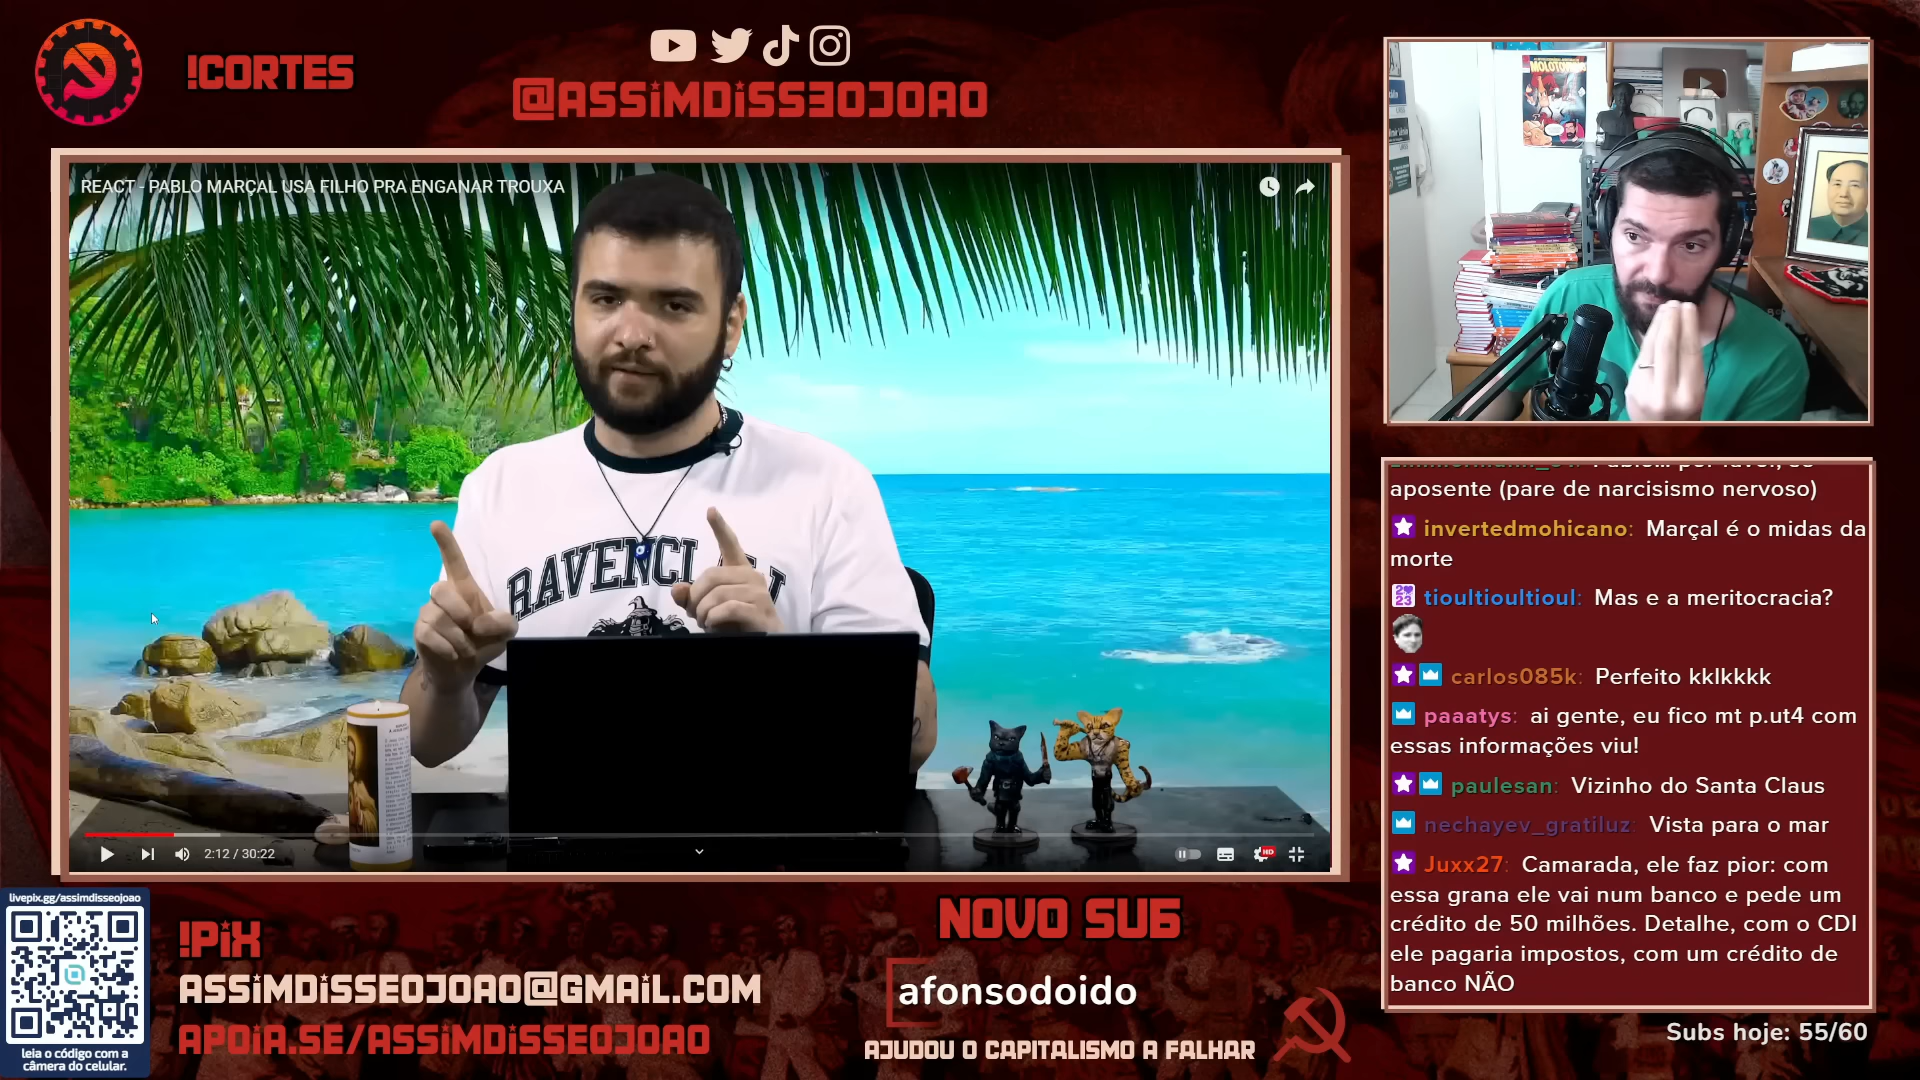 !CORTES
@ASSIMDISSEOJOAO
REACT - PABLO MARÇAL USA FILHO PRA ENGANAR TROUXA
MOLOTOV
RAVENCL
2:12 / 30:22
HD
aposente (pare de narcisismo nervoso)
invertedmohicano: Marçal é o midas da
morte
tioultioultioul: Mas e a meritocracia?
carlos085k: Perfeito kklkkkk
paaatys: ai gente, eu fico mt p.ut4 com
essas informações viu!
paulesan: Vizinho do Santa Claus
nechayev_gratiluz: Vista para o mar
Juxx27: Camarada, ele faz pior: com
essa grana ele vai num banco e pede um
crédito de 50 milhões. Detalhe, com o CDI
ele pagaria impostos, com um crédito de
banco NÃO
Subs hoje: 55/60
livepix.gg/assimdisseojoao
leia o código com a
câmera do celular.
!PIX
ASSIMDISSEOJOAO@GMAIL.COM
APOIA.SE/ASSIMDISSEOJOAO
NOVO SUB
afonsodoido
AJUDOU O CAPITALISMO A FALHAR